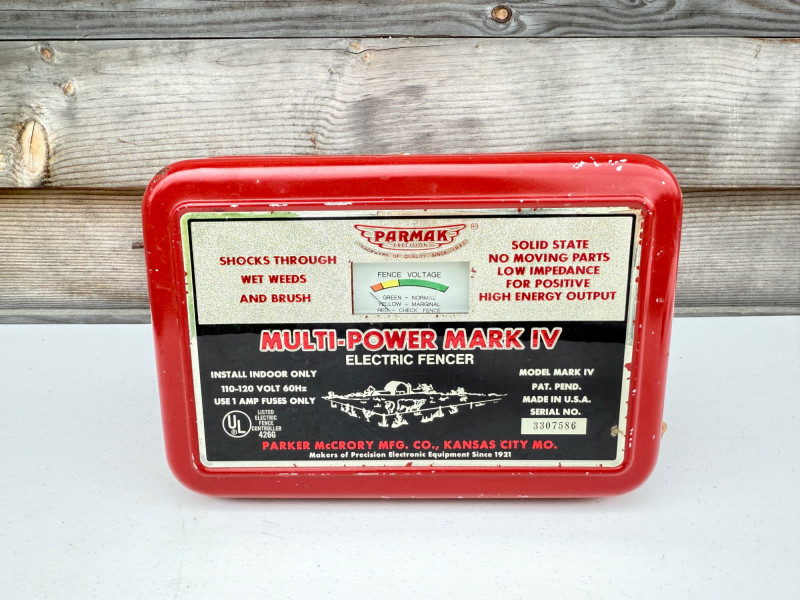 PARMAK
®
PRECISION
SHOCKS THROUGH
WET WEEDS
AND BRUSH
FENCE VOLTAGE
GREEN - NORMAL
YELLOW - MARGINAL
RED - CHECK FENCE
SOLID STATE
NO MOVING PARTS
LOW IMPEDANCE
FOR POSITIVE
HIGH ENERGY OUTPUT
MULTI-POWER MARK IV
ELECTRIC FENCER
INSTALL INDOOR ONLY
110-120 VOLT 60Hz
USE 1 AMP FUSES ONLY
UL
LISTED
ELECTRIC
FENCE
CONTROLLER
426G
MODEL MARK IV
PAT. PEND.
MADE IN U.S.A.
SERIAL NO.
3307586
PARKER McCRORY MFG. CO., KANSAS CITY MO.
Makers of Precision Electronic Equipment Since 1921